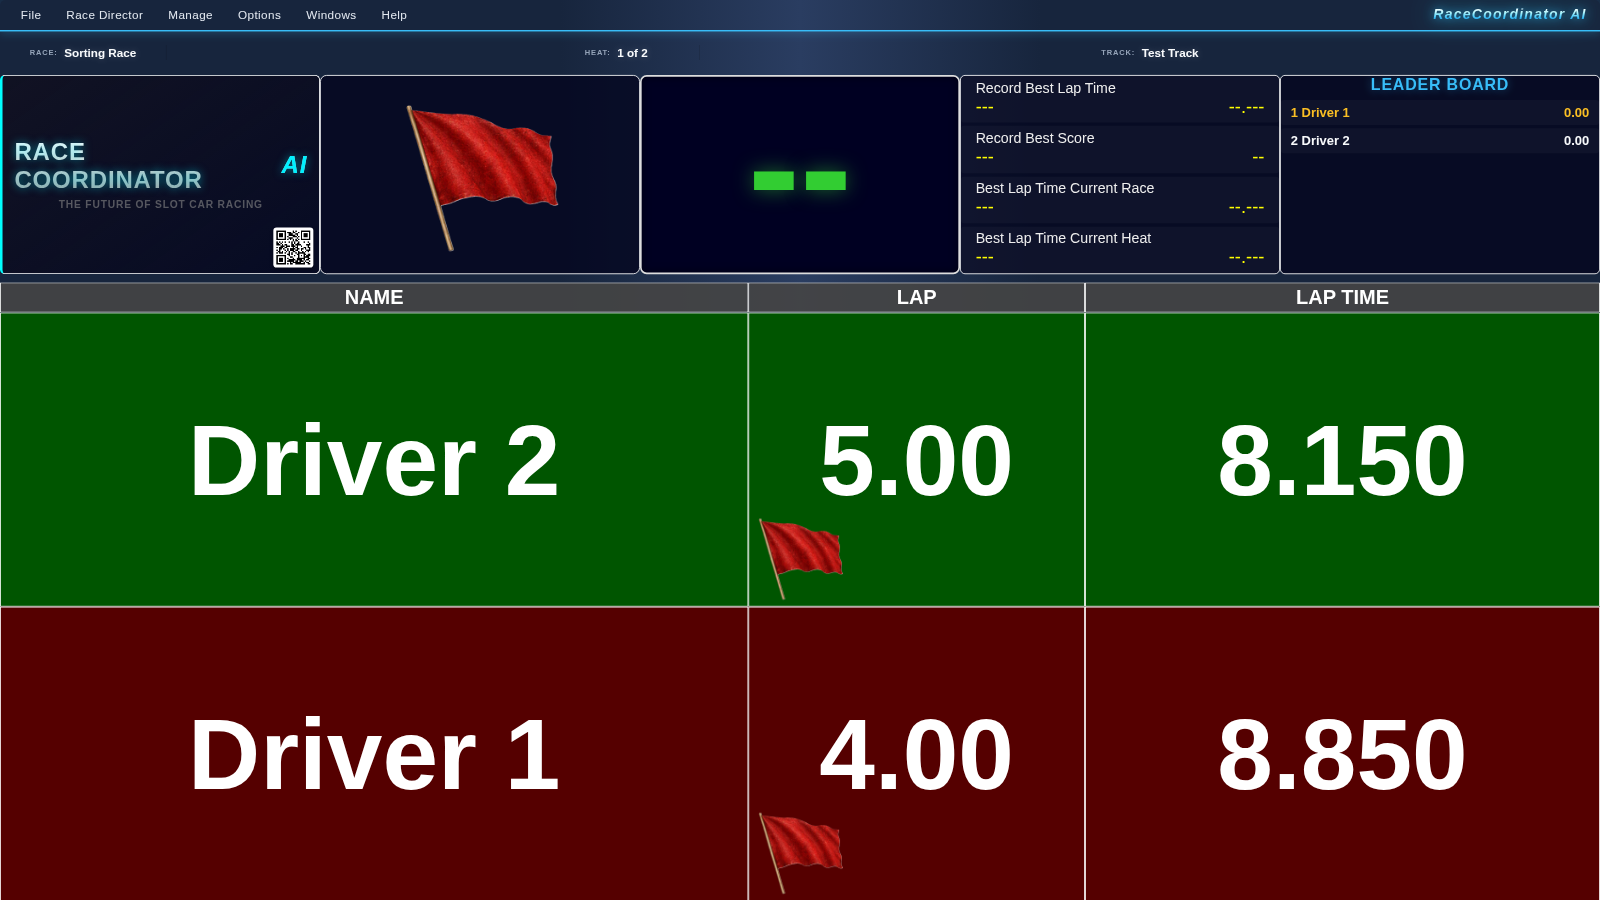 File Race Director Manage Options Windows Help RaceCoordinator AI
RACE: Sorting Race HEAT: 1 of 2 TRACK: Test Track
RACE
COORDINATOR
AI
THE FUTURE OF SLOT CAR RACING
-- 
Record Best Lap Time
--- --.---
Record Best Score
--- --
Best Lap Time Current Race
--- --.---
Best Lap Time Current Heat
--- --.---
LEADER BOARD
1 Driver 1 0.00
2 Driver 2 0.00
NAME LAP LAP TIME
Driver 2 5.00 8.150
Driver 1 4.00 8.850